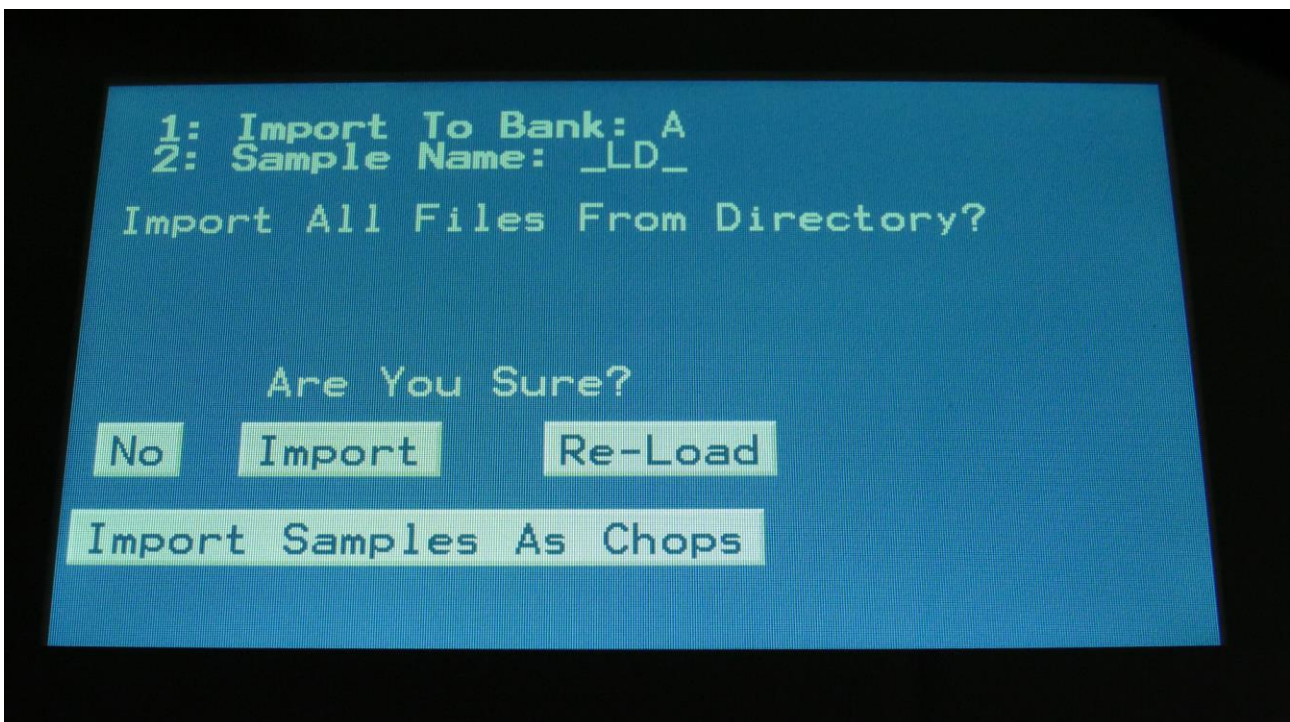 1: Import To Bank: A
2: Sample Name: _LD_
Import All Files From Directory?
Are You Sure?
No Import Re-Load
Import Samples As Chops